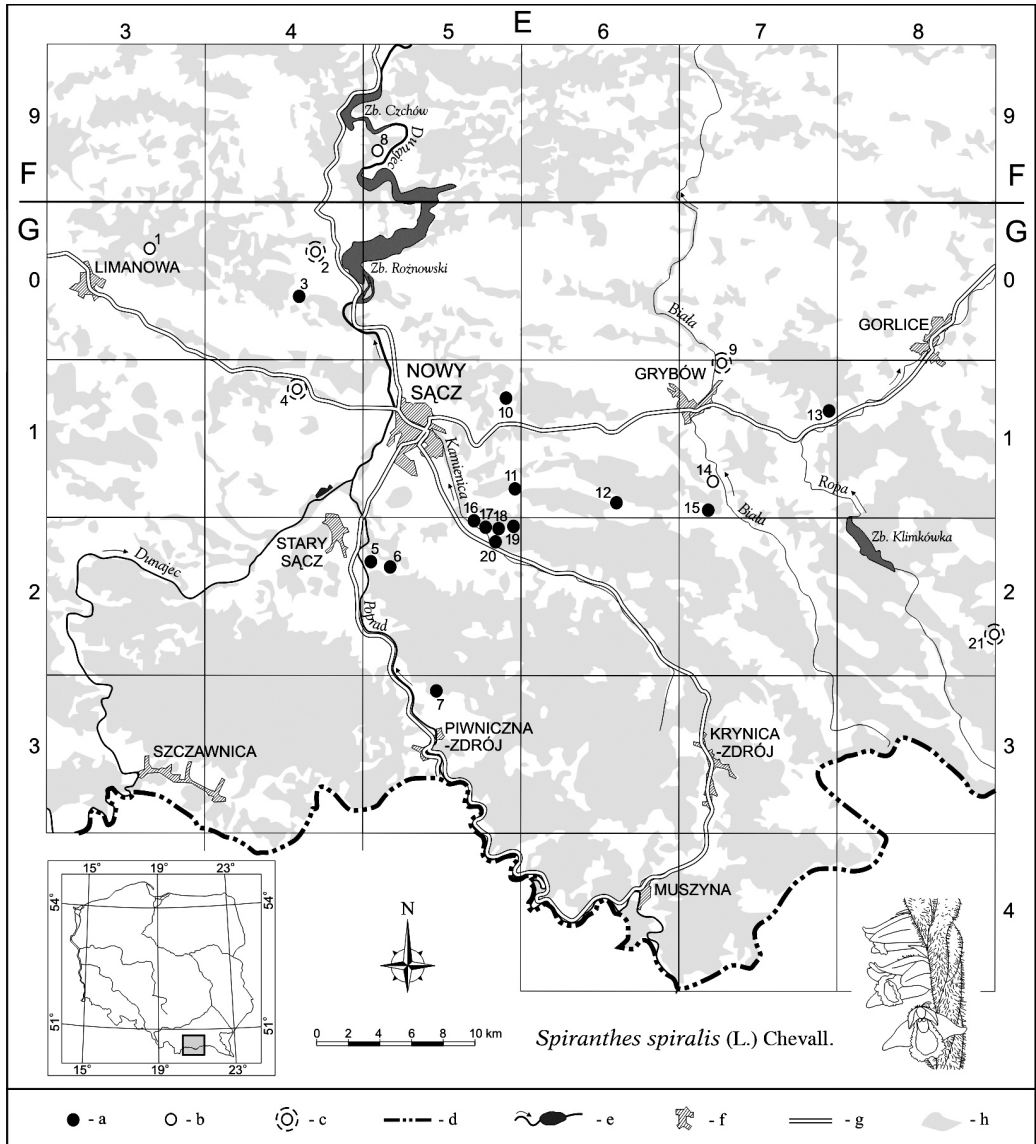 E
3 4 5 6 7 8
9 9
Zb. Czchów
8
Dunajec
F F
G G
1
LIMANOWA
2
Zb. Rożnowski
0 0
3
Biała
GORLICE
9
NOWY
SĄCZ
GRYBÓW
4
10
13
1 1
Kamienica
11
12
14
Ropa
15
Biała
16 17 18
19
20
Zb. Klimkówka
STARY
SĄCZ
5 6
Dunajec
2 2
Poprad
21
7
PIWNICZNA
-ZDRÓJ
KRYNICA
-ZDRÓJ
3 3
SZCZAWNICA
MUSZYNA
4
15° 19° 23°
54° 54°
51° 51°
15° 19° 23°
N
0 2 4 6 8 10 km
Spiranthes spiralis (L.) Chevall.
- a - b - c - d - e - f - g - h